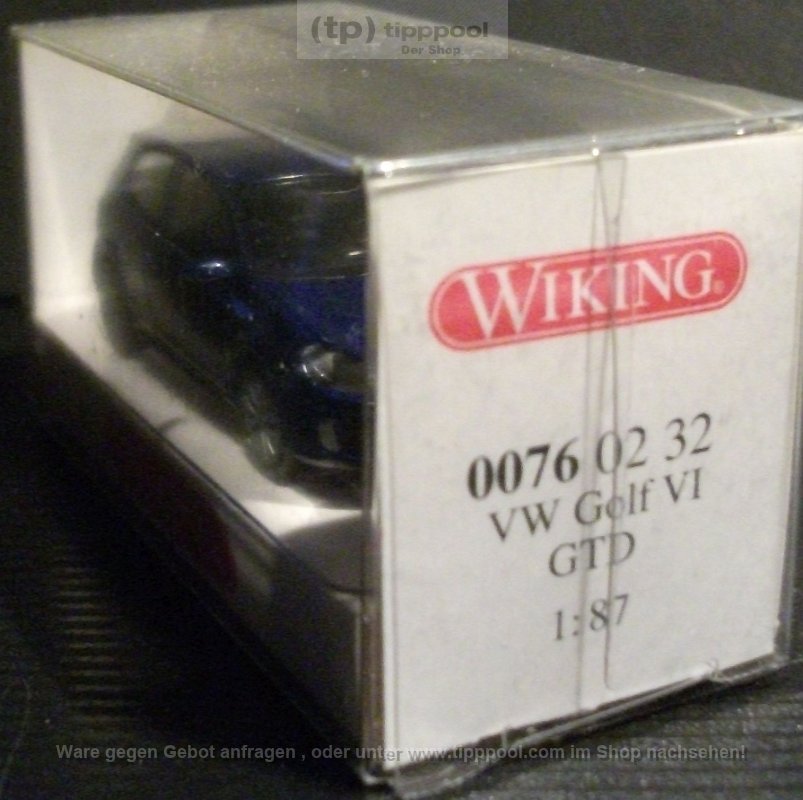 (tp) tipppool
Der Shop
WIKING®
0076 02 32
VW Golf VI
GTD
1:87
Ware gegen Gebot anfragen , oder unter www.tipppool.com im Shop nachsehen!